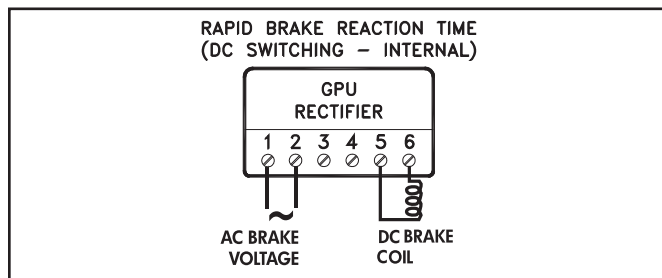 RAPID BRAKE REACTION TIME
(DC SWITCHING – INTERNAL)
GPU
RECTIFIER
1 2 3 4 5 6
~
AC BRAKE
VOLTAGE
DC BRAKE
COIL